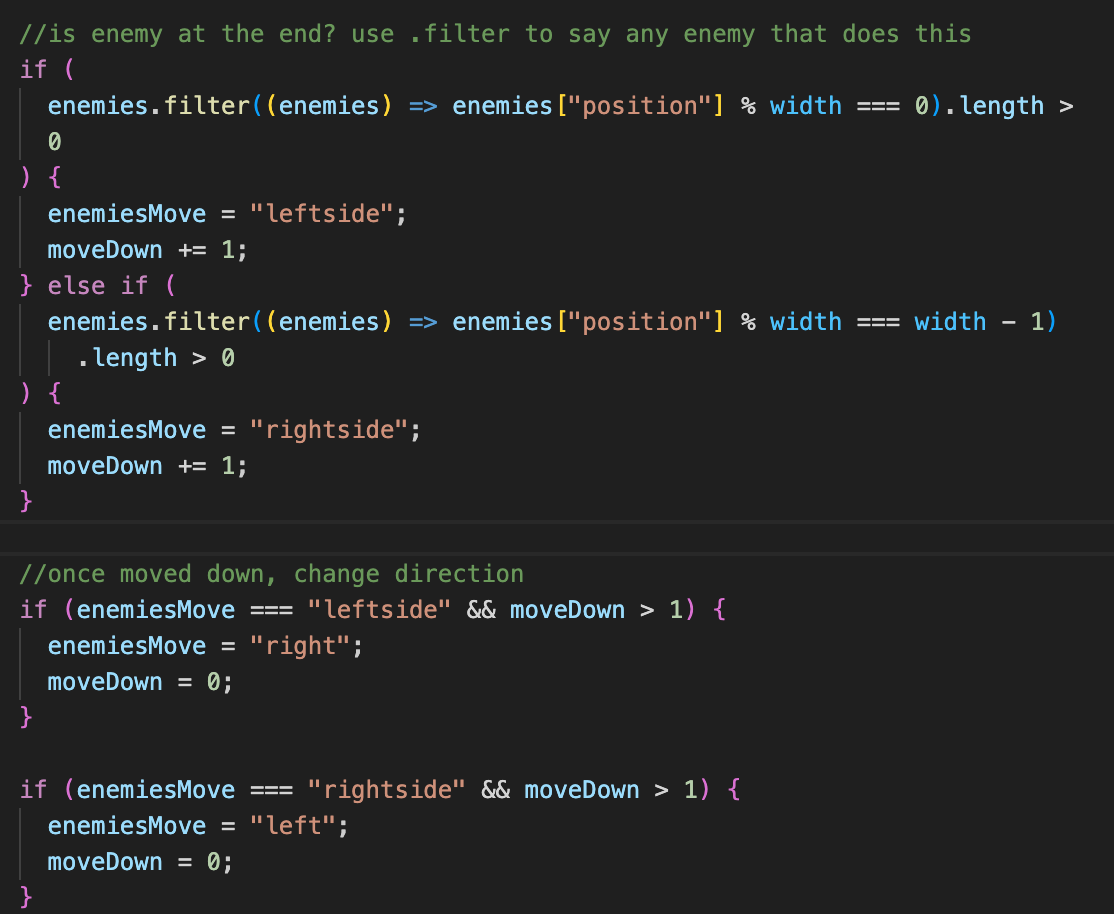 //is enemy at the end? use .filter to say any enemy that does this
if (
  enemies.filter((enemies) => enemies["position"] % width === 0).length >
  0
) {
  enemiesMove = "leftside";
  moveDown += 1;
} else if (
  enemies.filter((enemies) => enemies["position"] % width === width - 1)
    .length > 0
) {
  enemiesMove = "rightside";
  moveDown += 1;
}
//once moved down, change direction
if (enemiesMove === "leftside" && moveDown > 1) {
  enemiesMove = "right";
  moveDown = 0;
}
if (enemiesMove === "rightside" && moveDown > 1) {
  enemiesMove = "left";
  moveDown = 0;
}